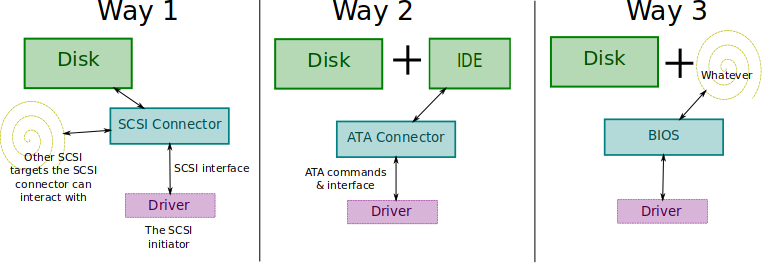 Way 1
Disk
SCSI Connector
Other SCSI
targets the SCSI
connector can
interact with
SCSI interface
Driver
The SCSI
initiator
Way 2
Disk
+
IDE
ATA Connector
ATA commands
& interface
Driver
Way 3
Disk
+
Whatever
BIOS
Driver